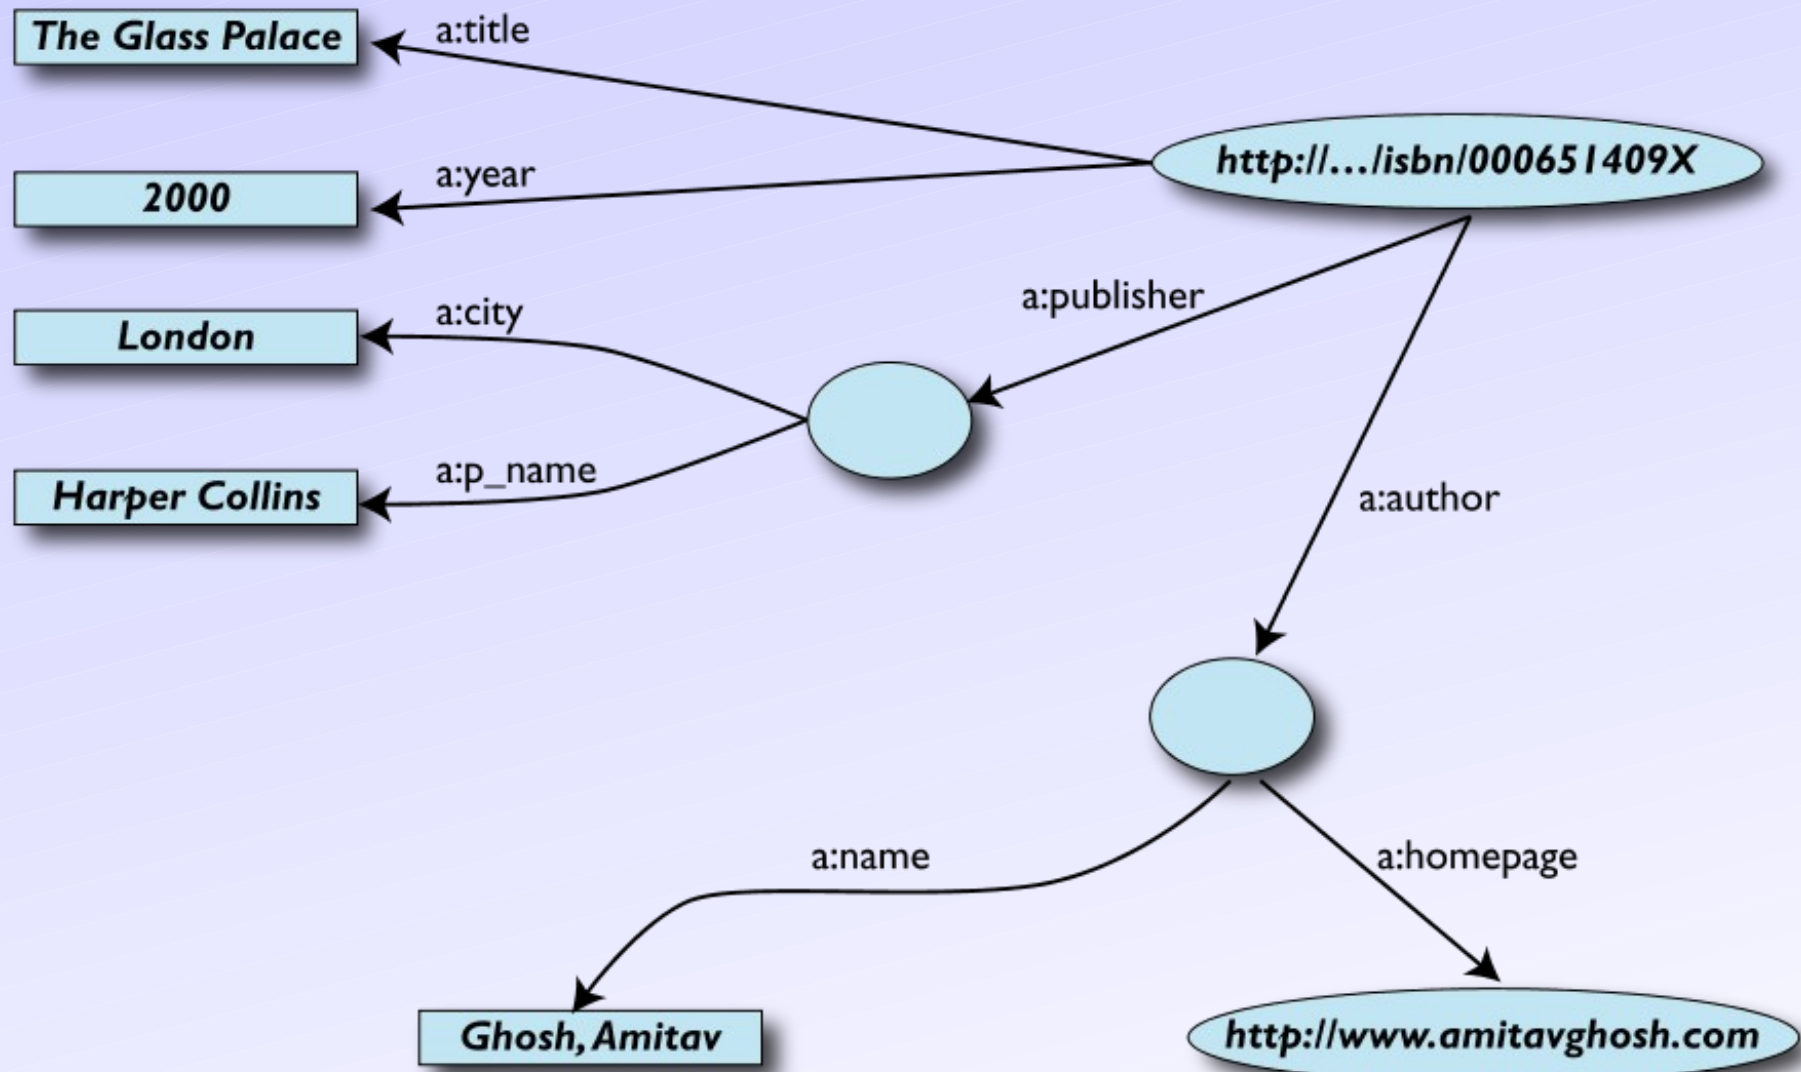 The Glass Palace
a:title
http://.../isbn/000651409X
2000
a:year
London
a:city
a:publisher
Harper Collins
a:p_name
a:author
a:name
a:homepage
Ghosh, Amitav
http://www.amitavghosh.com